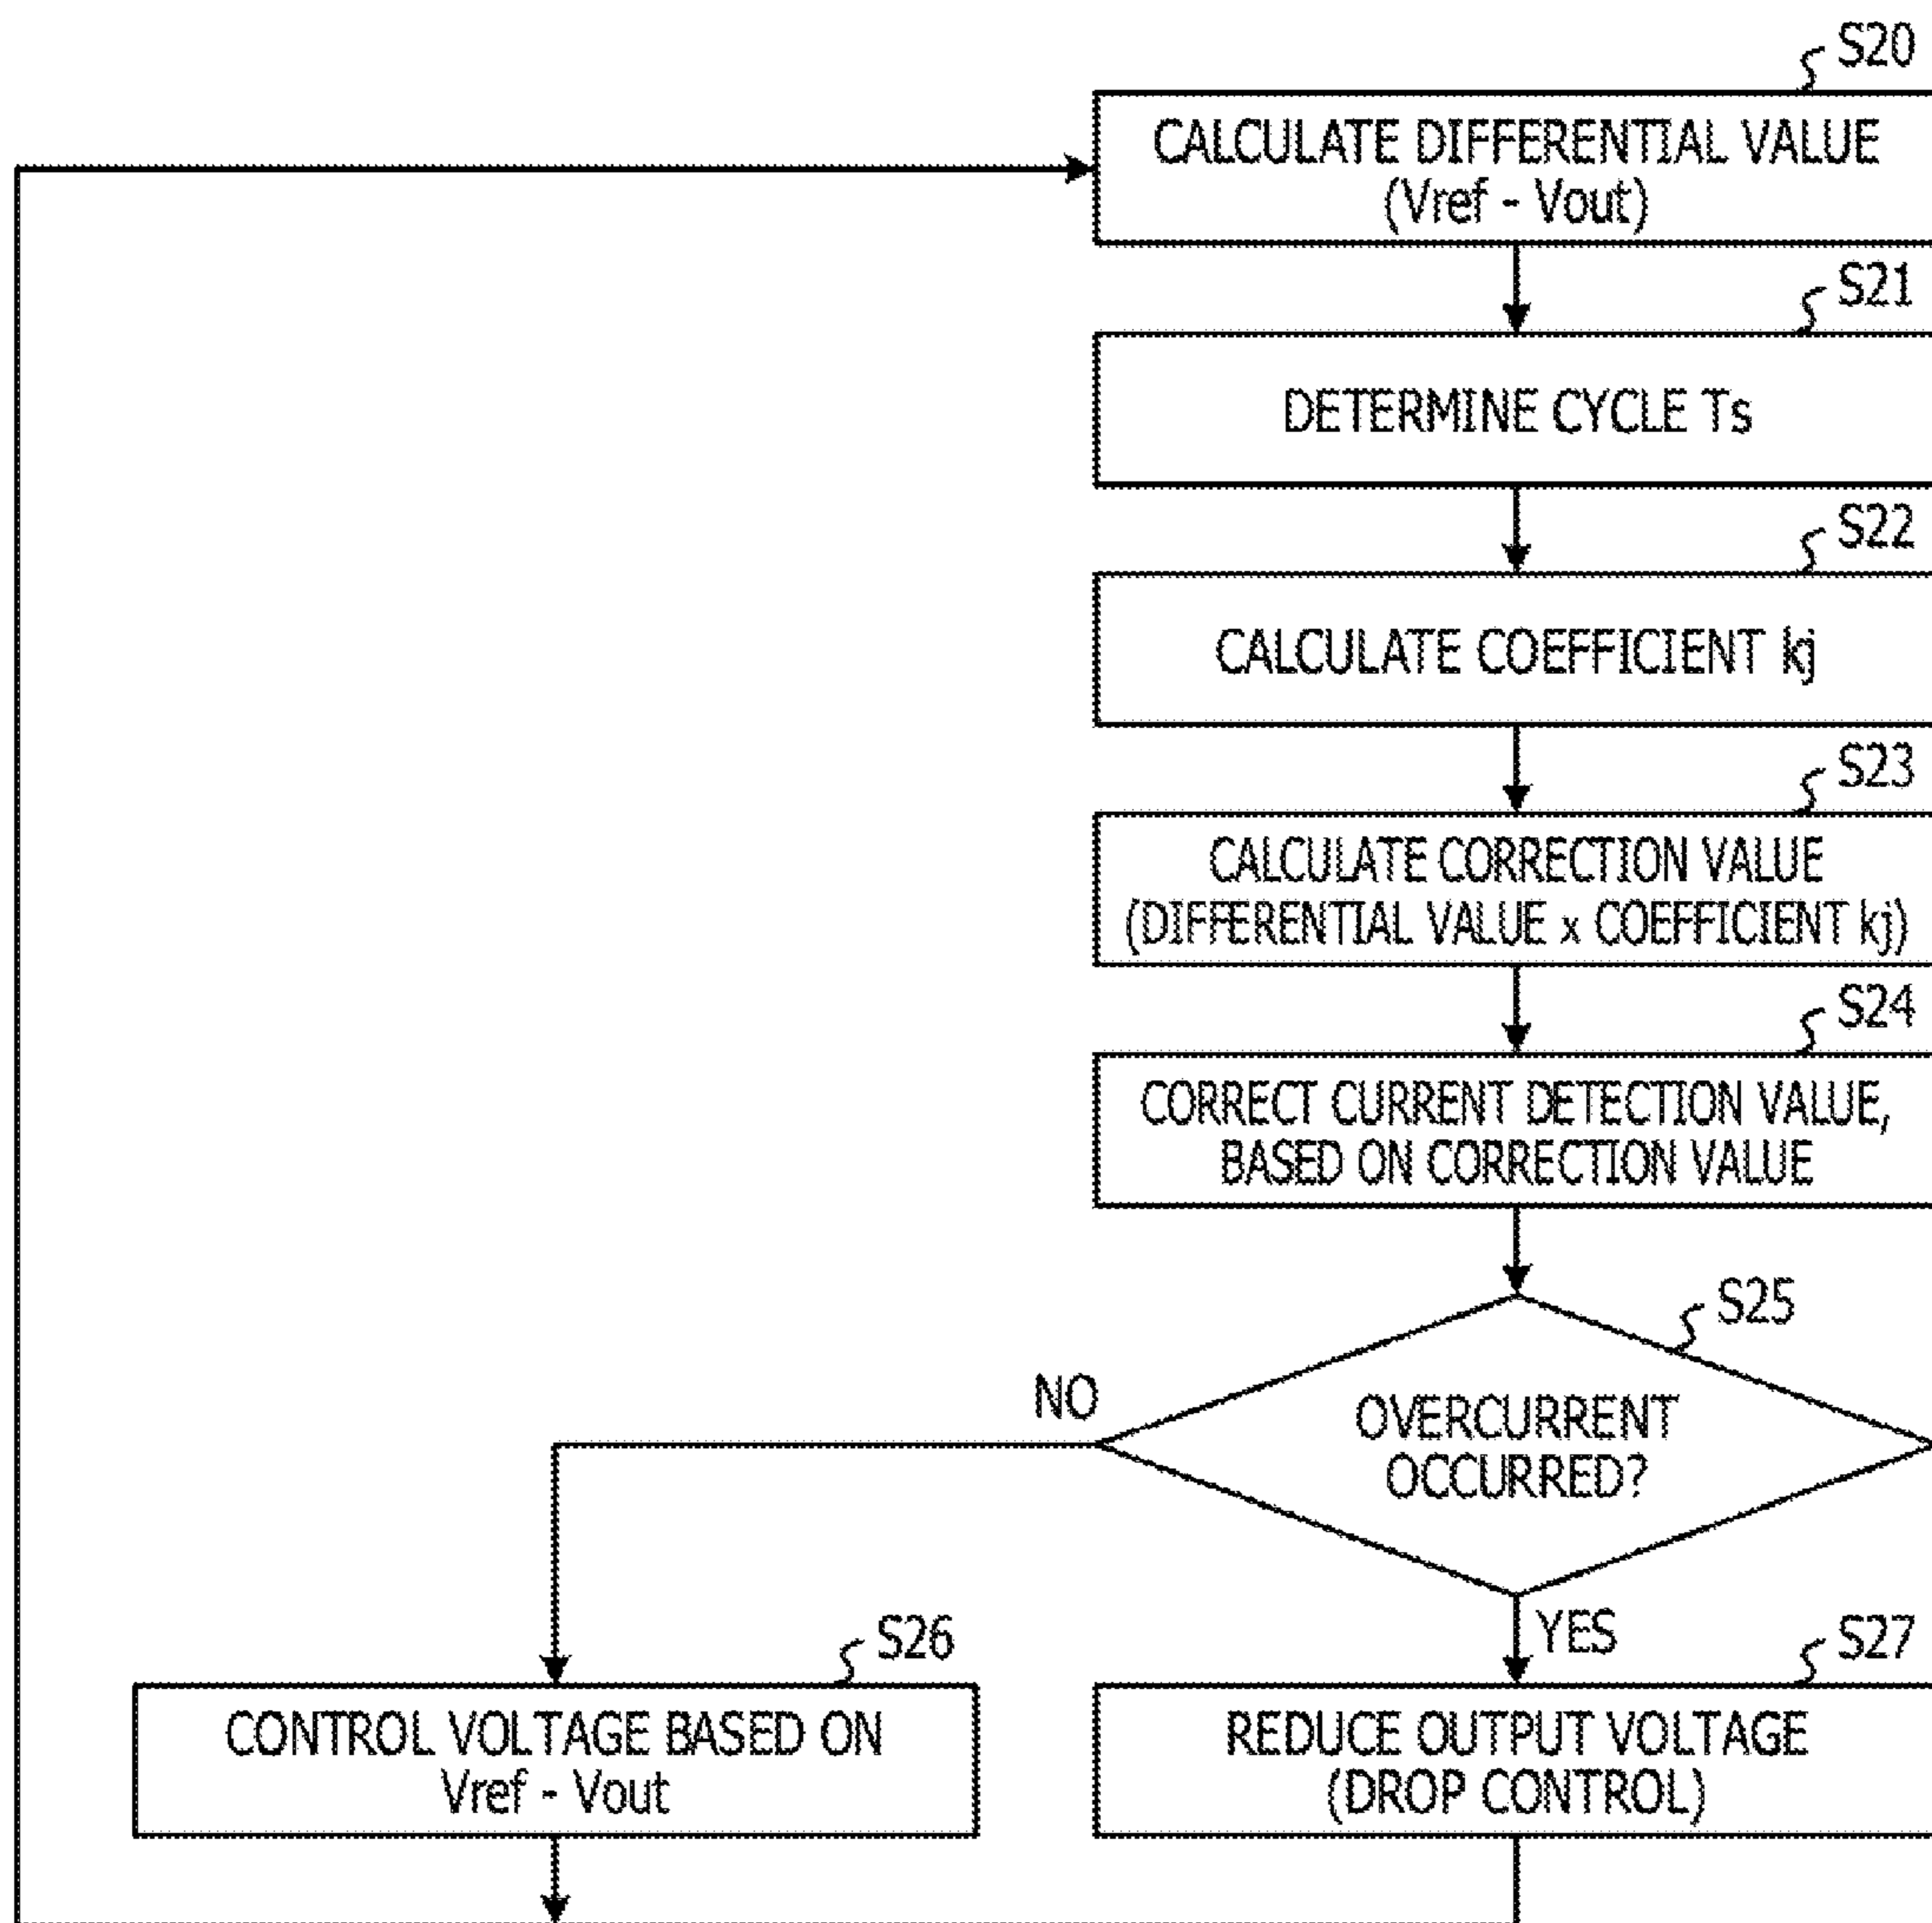 S20
CALCULATE DIFFERENTIAL VALUE
(Vref - Vout)
S21
DETERMINE CYCLE Ts
S22
CALCULATE COEFFICIENT kj
S23
CALCULATE CORRECTION VALUE
(DIFFERENTIAL VALUE x COEFFICIENT kj)
S24
CORRECT CURRENT DETECTION VALUE,
BASED ON CORRECTION VALUE
S25
NO
OVERCURRENT
OCCURRED?
YES
S26
CONTROL VOLTAGE BASED ON
Vref - Vout
S27
REDUCE OUTPUT VOLTAGE
(DROP CONTROL)